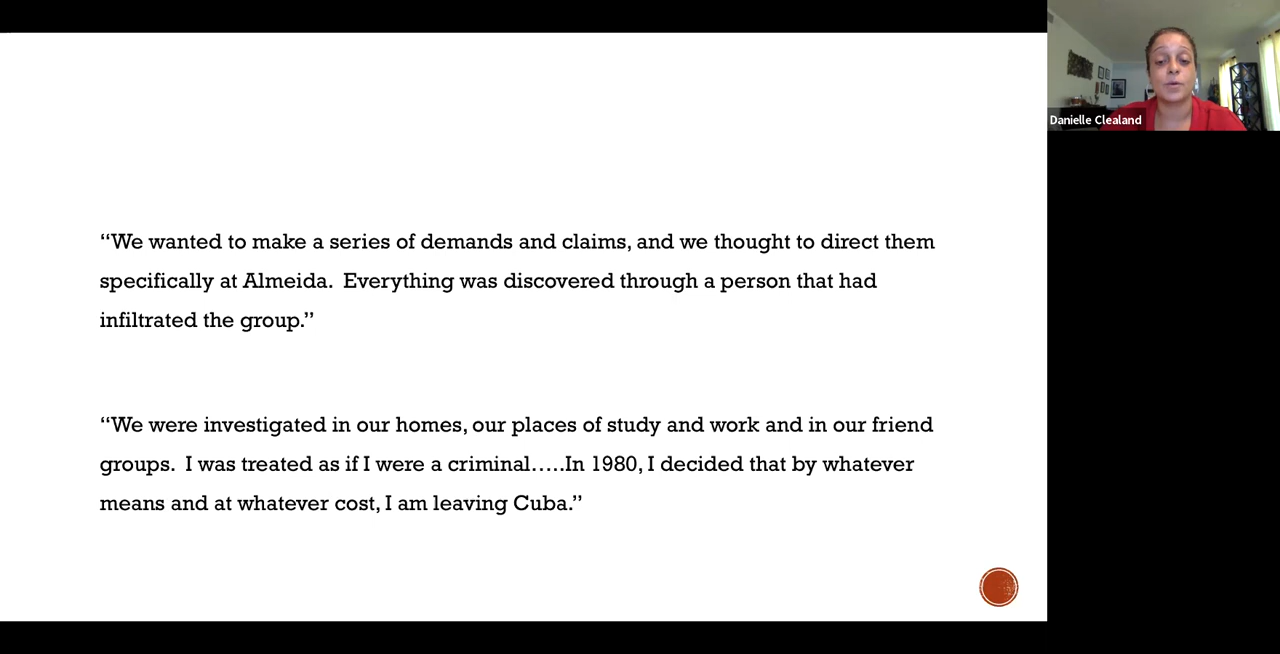 “We wanted to make a series of demands and claims, and we thought to direct them
specifically at Almeida.  Everything was discovered through a person that had
infiltrated the group.”
“We were investigated in our homes, our places of study and work and in our friend
groups.  I was treated as if I were a criminal…..In 1980, I decided that by whatever
means and at whatever cost, I am leaving Cuba.”
Danielle Clealand